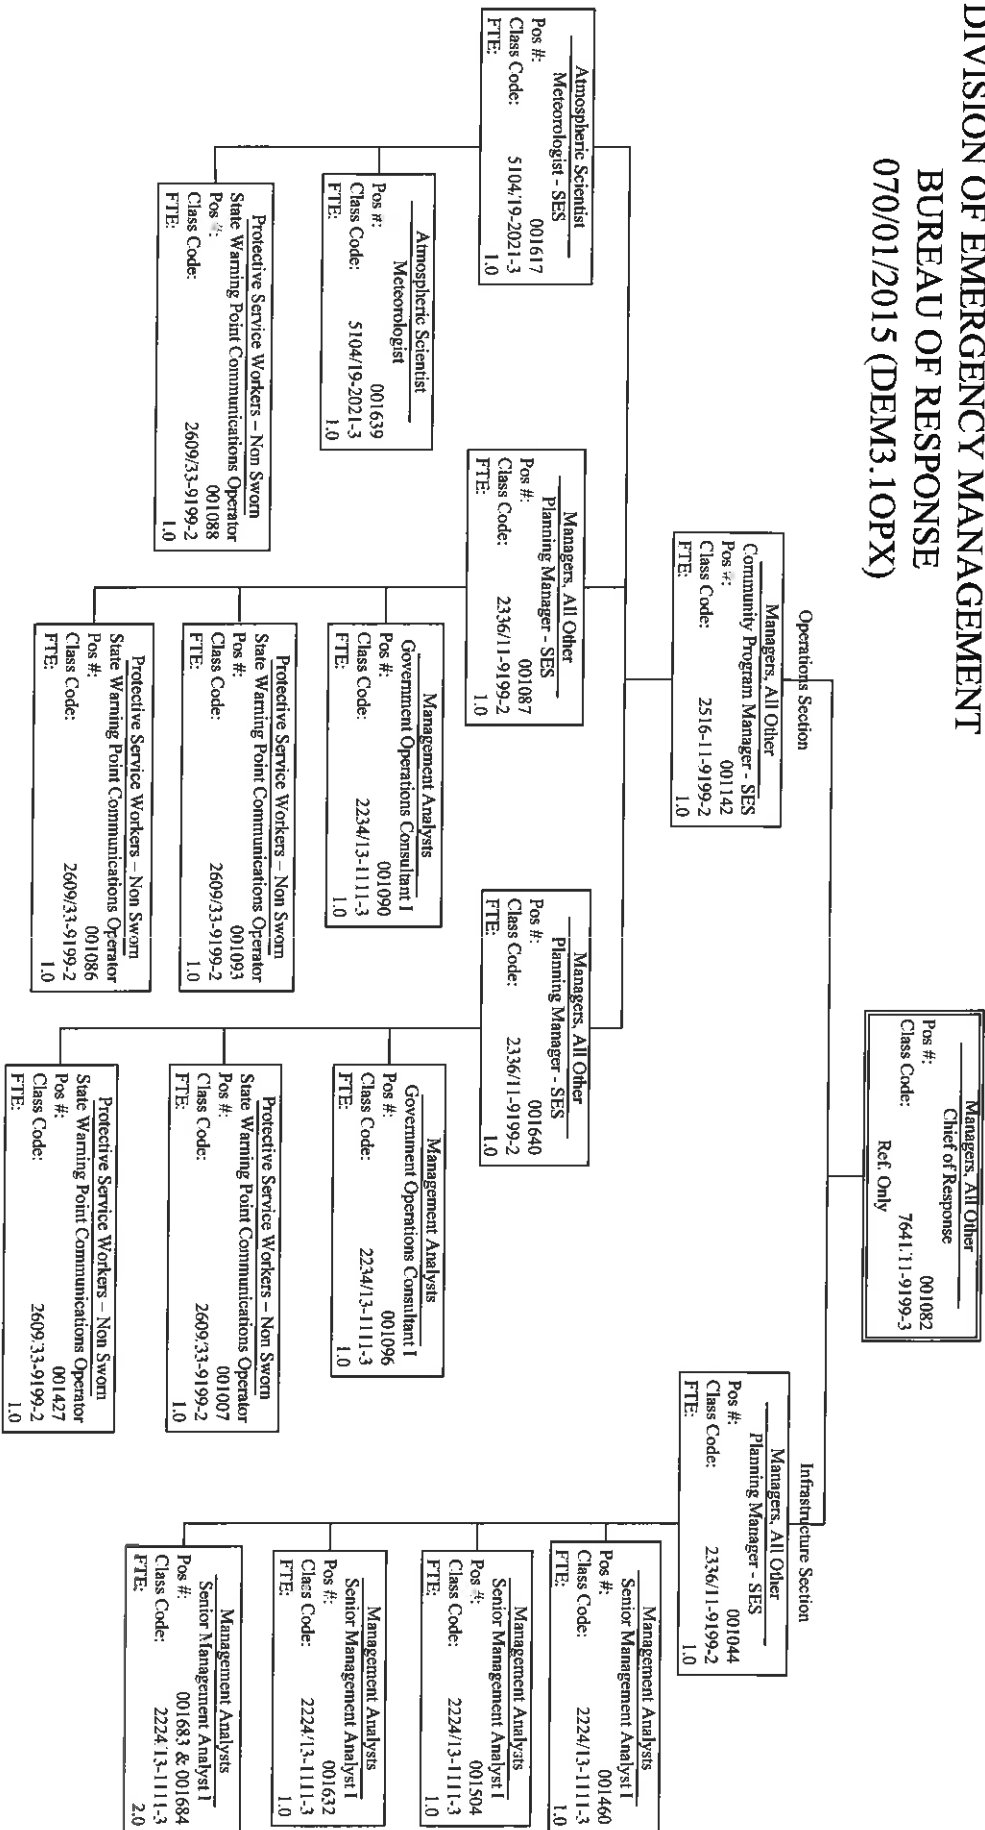 DIVISION OF EMERGENCY MANAGEMENT
BUREAU OF RESPONSE
070/01/2015 (DEM3.1OPX)
Managers, All Other
Chief of Response
Pos #: 001082
Class Code: 7641.11-9199-3
Ref. Only
Operations Section
Managers, All Other
Community Program Manager - SES
Pos #: 001142
Class Code: 2516-11-9199-2
FTE: 1.0
Infrastructure Section
Managers, All Other
Planning Manager - SES
Pos #: 001044
Class Code: 2336/11-9199-2
FTE: 1.0
Atmospheric Scientist
Meteorologist - SES
Pos #: 001617
Class Code: 5104/19-2021-3
FTE: 1.0
Atmospheric Scientist
Meteorologist
Pos #: 001639
Class Code: 5104/19-2021-3
FTE: 1.0
Protective Service Workers – Non Sworn
State Warning Point Communications Operator
Pos #: 001088
Class Code: 2609/33-9199-2
FTE: 1.0
Managers, All Other
Planning Manager - SES
Pos #: 001087
Class Code: 2336/11-9199-2
FTE: 1.0
Management Analysts
Government Operations Consultant I
Pos #: 001090
Class Code: 2234/13-1111-3
FTE: 1.0
Protective Service Workers – Non Sworn
State Warning Point Communications Operator
Pos #: 001093
Class Code: 2609/33-9199-2
FTE: 1.0
Protective Service Workers – Non Sworn
State Warning Point Communications Operator
Pos #: 001086
Class Code: 2609/33-9199-2
FTE: 1.0
Managers, All Other
Planning Manager - SES
Pos #: 001640
Class Code: 2336/11-9199-2
FTE: 1.0
Management Analysts
Government Operations Consultant I
Pos #: 001096
Class Code: 2234/13-1111-3
FTE: 1.0
Protective Service Workers – Non Sworn
State Warning Point Communications Operator
Pos #: 001007
Class Code: 2609.33-9199-2
FTE: 1.0
Protective Service Workers – Non Sworn
State Warning Point Communications Operator
Pos #: 001427
Class Code: 2609.33-9199-2
FTE: 1.0
Management Analysts
Senior Management Analyst I
Pos #: 001460
Class Code: 2224/13-1111-3
FTE: 1.0
Management Analysts
Senior Management Analyst I
Pos #: 001504
Class Code: 2224/13-1111-3
FTE: 1.0
Management Analysts
Senior Management Analyst I
Pos #: 001632
Class Code: 2224/13-1111-3
FTE: 1.0
Management Analysts
Senior Management Analyst I
Pos #: 001683 & 001684
Class Code: 2224.13-1111-3
FTE: 2.0